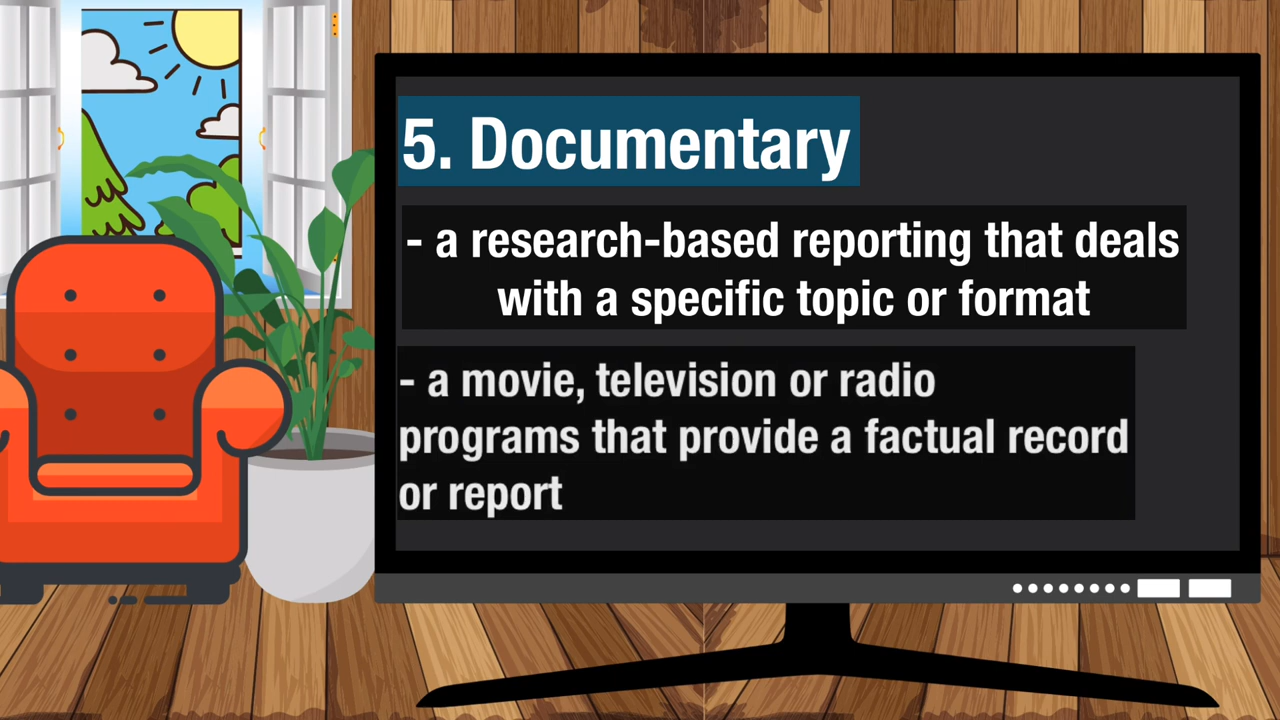 5. Documentary
- a research-based reporting that deals
with a specific topic or format
- a movie, television or radio
programs that provide a factual record
or report